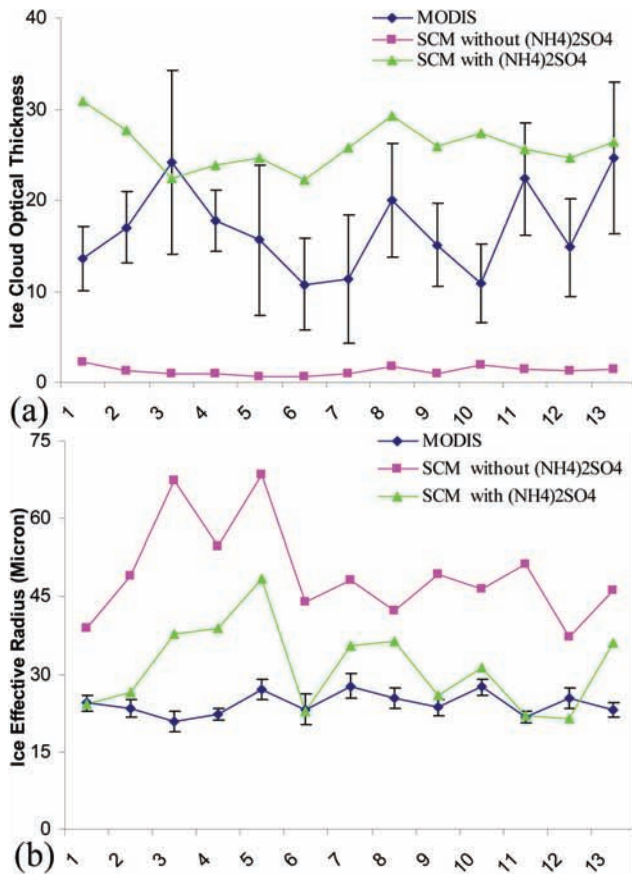 40
30
20
10
0
Ice Cloud Optical Thickness
MODIS
SCM without (NH4)2SO4
SCM with (NH4)2SO4
1 2 3 4 5 6 7 8 9 10 11 12 13
(a)
75
60
45
30
15
0
Ice Effective Radius (Micron)
MODIS
SCM without (NH4)2SO4
SCM with (NH4)2SO4
1 2 3 4 5 6 7 8 9 10 11 12 13
(b)